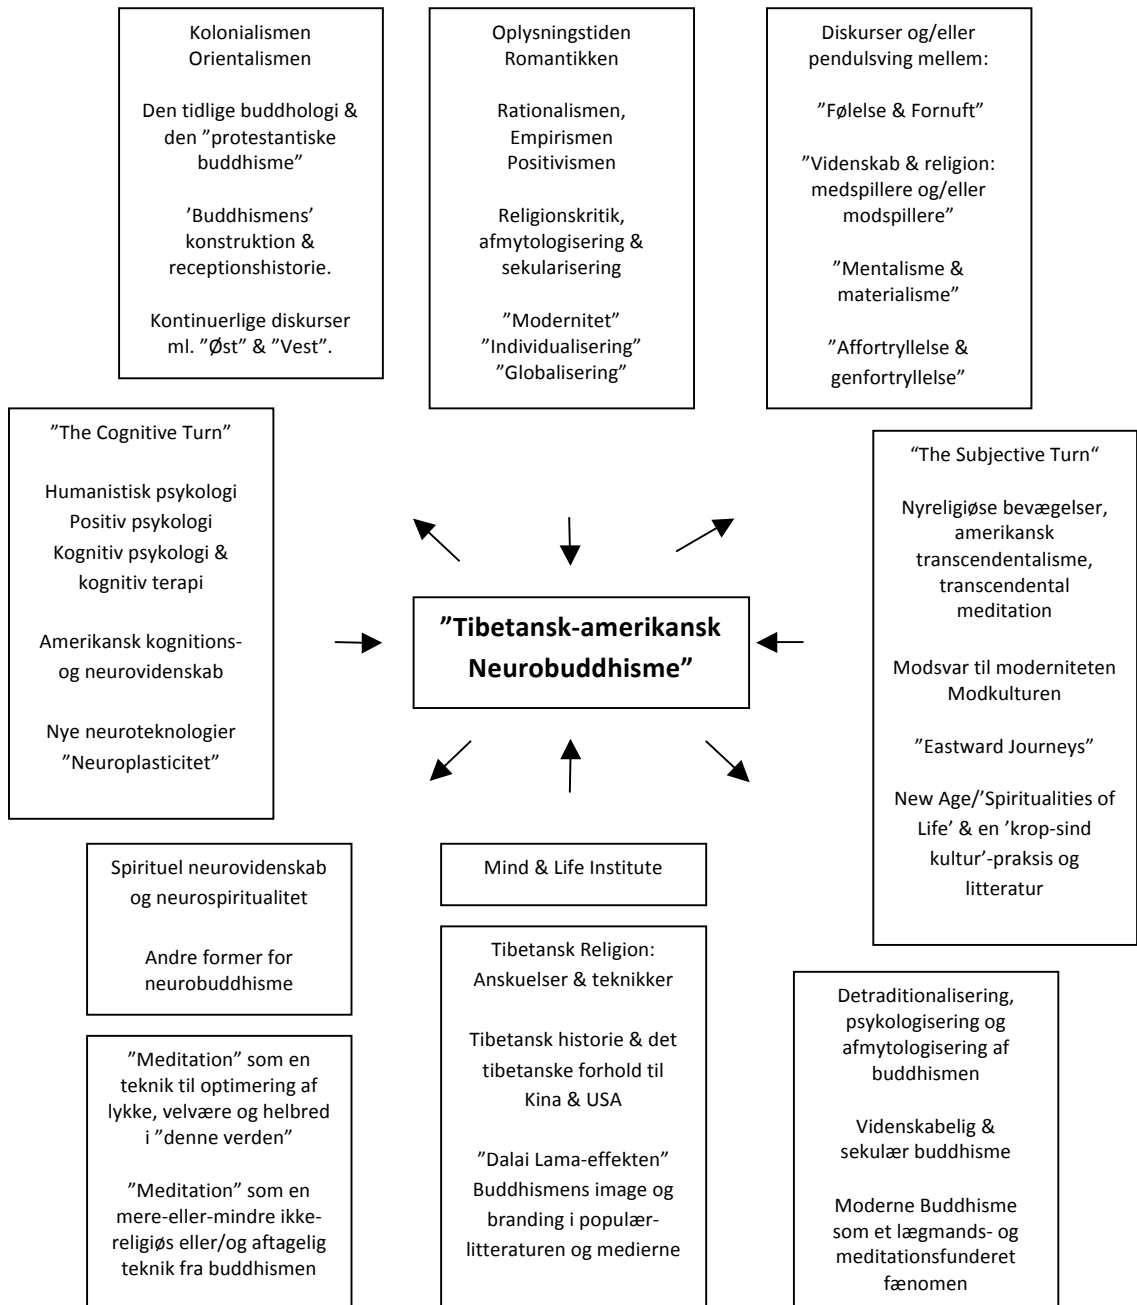 Kolonialismen
Orientalismen
Den tidlige buddhologi &
den ”protestantiske
buddhisme”
’Buddhismens’
konstruktion &
receptionshistorie.
Kontinuerlige diskurser
ml. ”Øst” & ”Vest”.
Oplysningstiden
Romantikken
Rationalismen,
Empirismen
Positivismen
Religionskritik,
afmytologisering &
sekularisering
”Modernitet”
”Individualisering”
”Globalisering”
Diskurser og/eller
pendulsving mellem:
”Følelse & Fornuft”
”Videnskab & religion:
medspillere og/eller
modspillere”
”Mentalisme &
materialisme”
”Affortryllelse &
genfortryllelse”
”The Cognitive Turn”
Humanistisk psykologi
Positiv psykologi
Kognitiv psykologi &
kognitiv terapi
Amerikansk kognitions-
og neurovidenskab
Nye neuroteknologier
”Neuroplasticitet”
”Tibetansk-amerikansk
Neurobuddhisme”
“The Subjective Turn“
Nyreligiøse bevægelser,
amerikansk
transcendentalisme,
transcendental
meditation
Modsvar til moderniteten
Modkulturen
”Eastward Journeys”
New Age/’Spiritualities of
Life’ & en ’krop-sind
kultur’-praksis og
litteratur
Spirituel neurovidenskab
og neurospiritualitet
Andre former for
neurobuddhisme
Mind & Life Institute
”Meditation” som en
teknik til optimering af
lykke, velvære og helbred
i ”denne verden”
”Meditation” som en
mere-eller-mindre ikke-
religiøs eller/og aftagelig
teknik fra buddhismen
Tibetansk Religion:
Anskuelser & teknikker
Tibetansk historie & det
tibetanske forhold til
Kina & USA
”Dalai Lama-effekten”
Buddhismens image og
branding i populær-
litteraturen og medierne
Detraditionalisering,
psykologisering og
afmytologisering af
buddhismen
Videnskabelig &
sekulær buddhisme
Moderne Buddhisme
som et lægmands- og
meditationsfunderet
fænomen